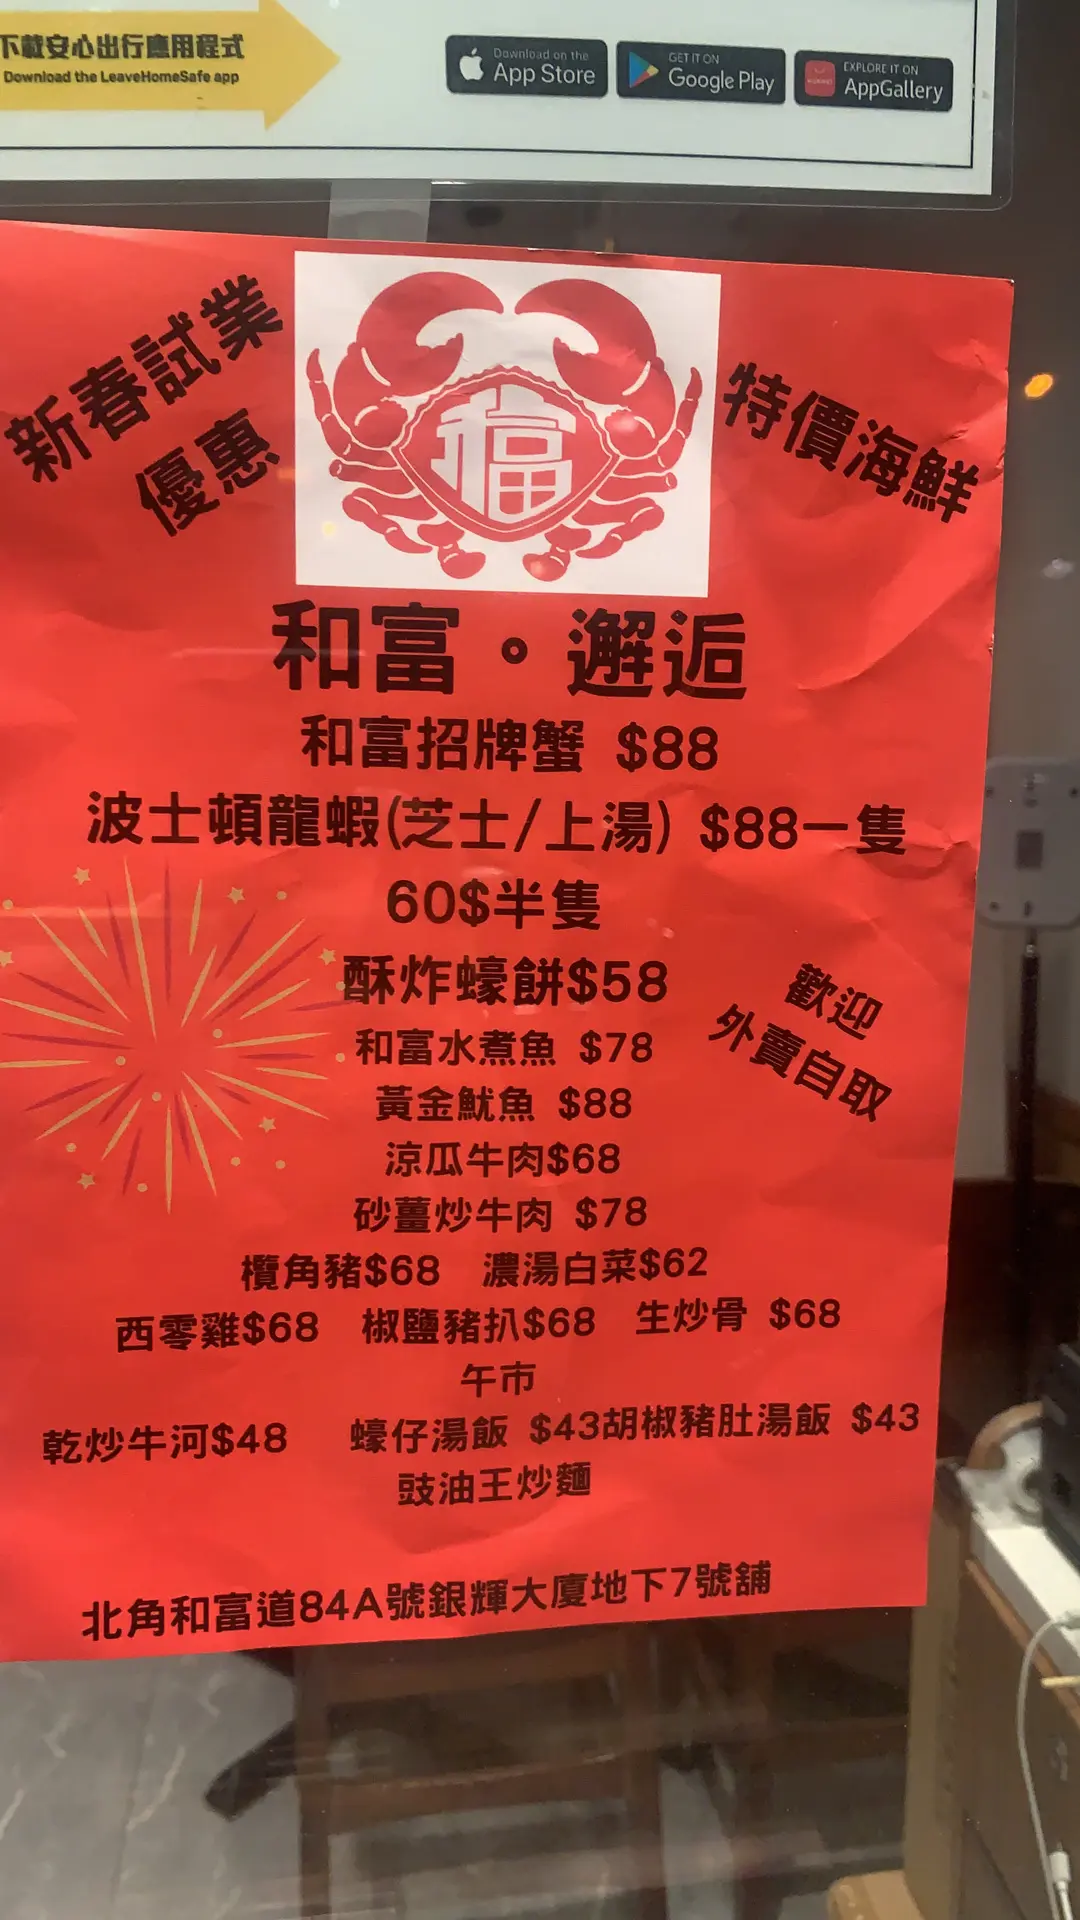 下載安心出行應用程式
Download the LeaveHomeSafe app
Download on the
App Store
GET IT ON
Google Play
EXPLORE IT ON
AppGallery
新春試業
優惠
福
特價海鮮
和富。邂逅
和富招牌蟹 $88
波士頓龍蝦(芝士/上湯) $88一隻
60$半隻
酥炸蠔餅$58
歡迎
外賣自取
和富水煮魚 $78
黃金魷魚 $88
涼瓜牛肉$68
砂薑炒牛肉 $78
欖角豬$68 濃湯白菜$62
西零雞$68 椒鹽豬扒$68 生炒骨 $68
午市
乾炒牛河$48 蠔仔湯飯 $43胡椒豬肚湯飯 $43
豉油王炒麵
北角和富道84A號銀輝大廈地下7號舖